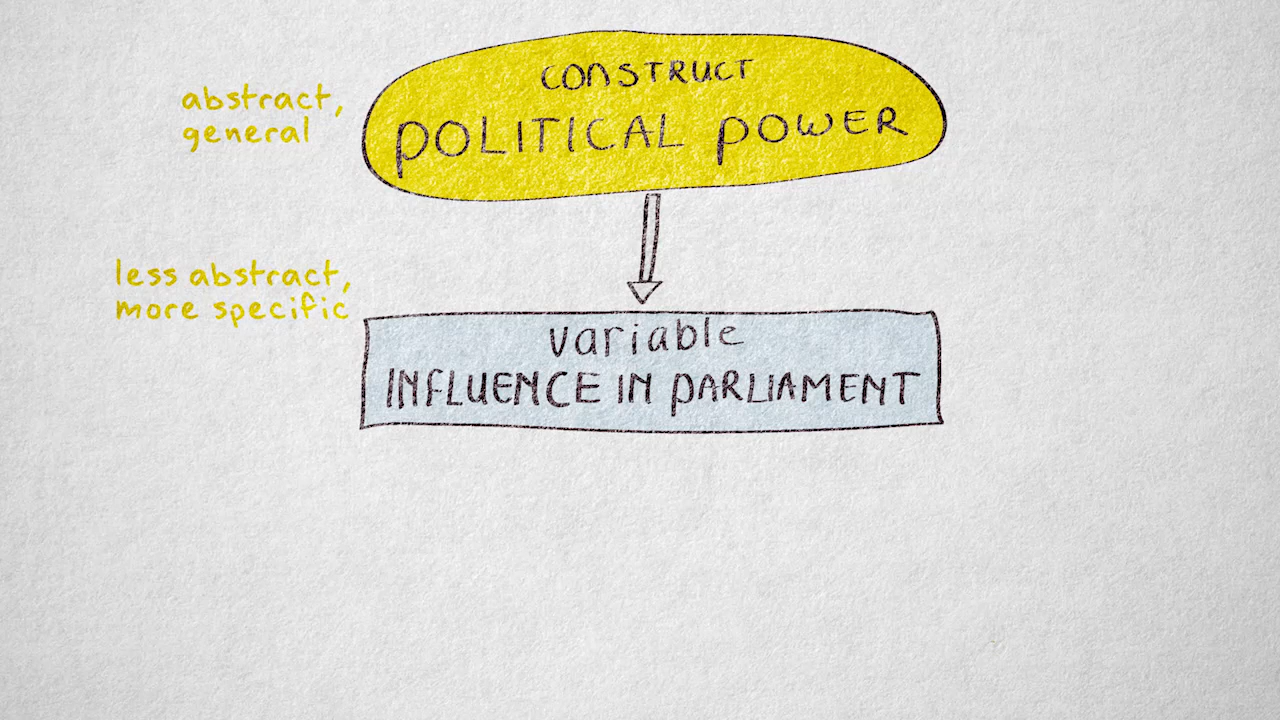 CONSTRUCT
POLITICAL POWER
abstract,
general
less abstract,
more specific
variable
INFLUENCE IN PARLIAMENT